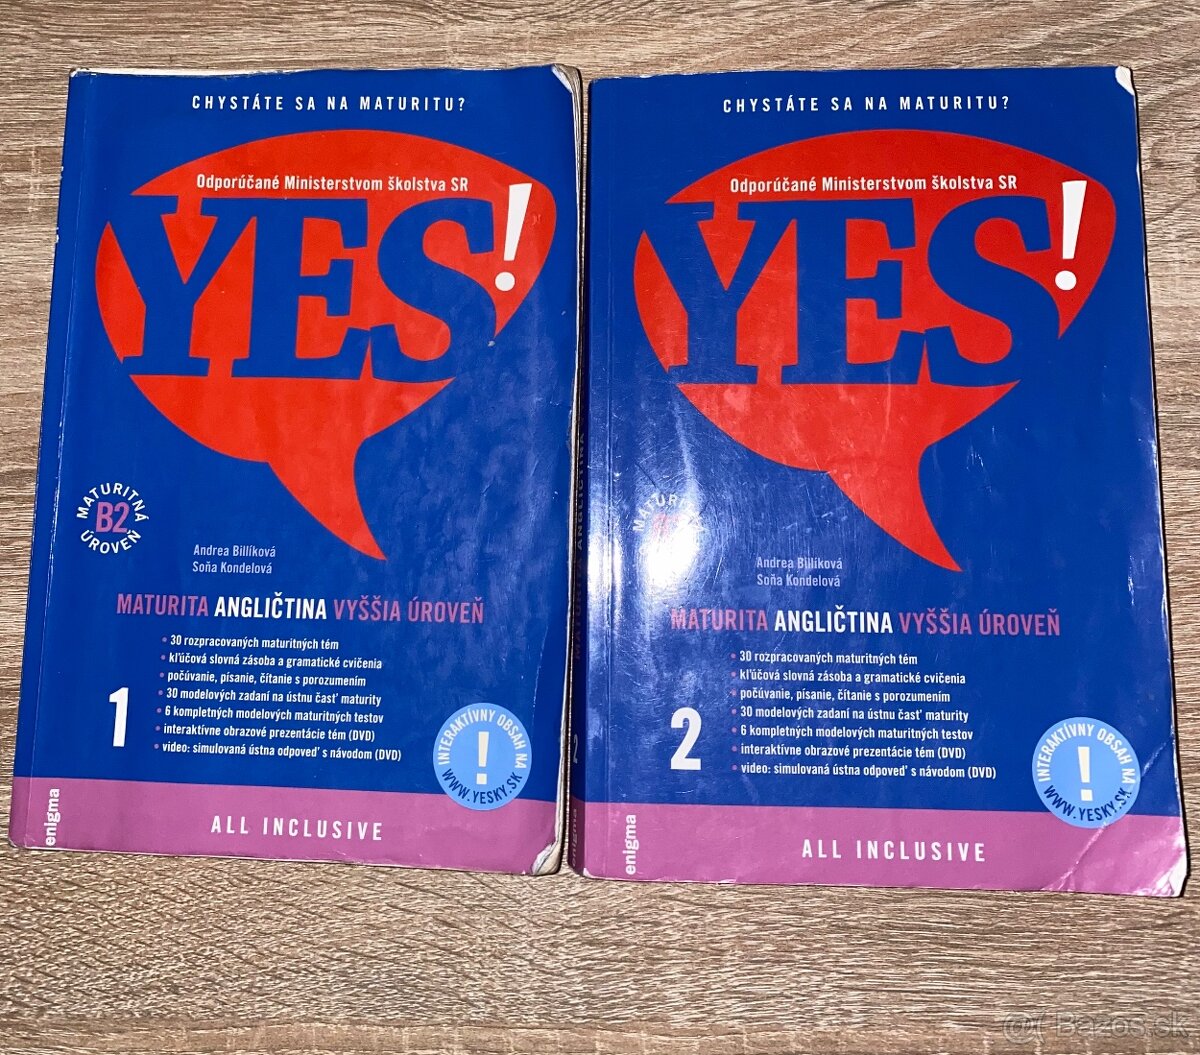 CHYSTÁTE SA NA MATURITU?
Odporúčané Ministerstvom školstva SR
YES!
MATURITNÁ
B2
ÚROVEŇ
Andrea Billíková
Soňa Kondelová
MATURITA ANGLIČTINA VYŠŠIA ÚROVEŇ
• 30 rozpracovaných maturitných tém
• kľúčová slovná zásoba a gramatické cvičenia
• počúvanie, písanie, čítanie s porozumením
• 30 modelových zadaní na ústnu časť maturity
• 6 kompletných modelových maturitných testov
• interaktívne obrazové prezentácie tém (DVD)
• video: simulovaná ústna odpoveď s návodom (DVD)
1
INTERAKTÍVNY OBSAH NA
!
WWW.YESKY.SK
enigma
ALL INCLUSIVE
MATURITA ANGLIČTINA
2
enigma
CHYSTÁTE SA NA MATURITU?
Odporúčané Ministerstvom školstva SR
YES!
Andrea Billíková
Soňa Kondelová
MATURITA ANGLIČTINA VYŠŠIA ÚROVEŇ
• 30 rozpracovaných maturitných tém
• kľúčová slovná zásoba a gramatické cvičenia
• počúvanie, písanie, čítanie s porozumením
• 30 modelových zadaní na ústnu časť maturity
• 6 kompletných modelových maturitných testov
• interaktívne obrazové prezentácie tém (DVD)
• video: simulovaná ústna odpoveď s návodom (DVD)
2
INTERAKTÍVNY OBSAH NA
!
WWW.YESKY.SK
enigma
ALL INCLUSIVE
Bazos.sk